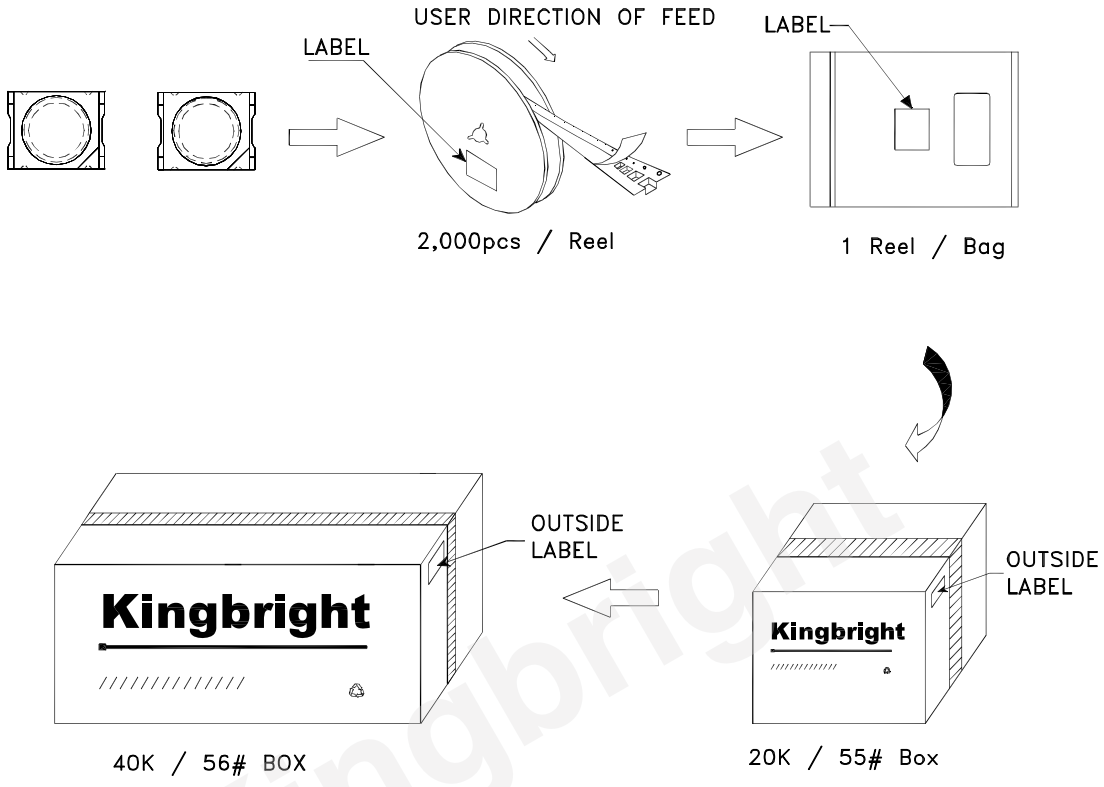 USER DIRECTION OF FEED
LABEL
LABEL
2,000pcs / Reel
1 Reel / Bag
OUTSIDE
LABEL
OUTSIDE
LABEL
Kingbright
Kingbright
40K / 56# BOX
20K / 55# Box
Kingbright